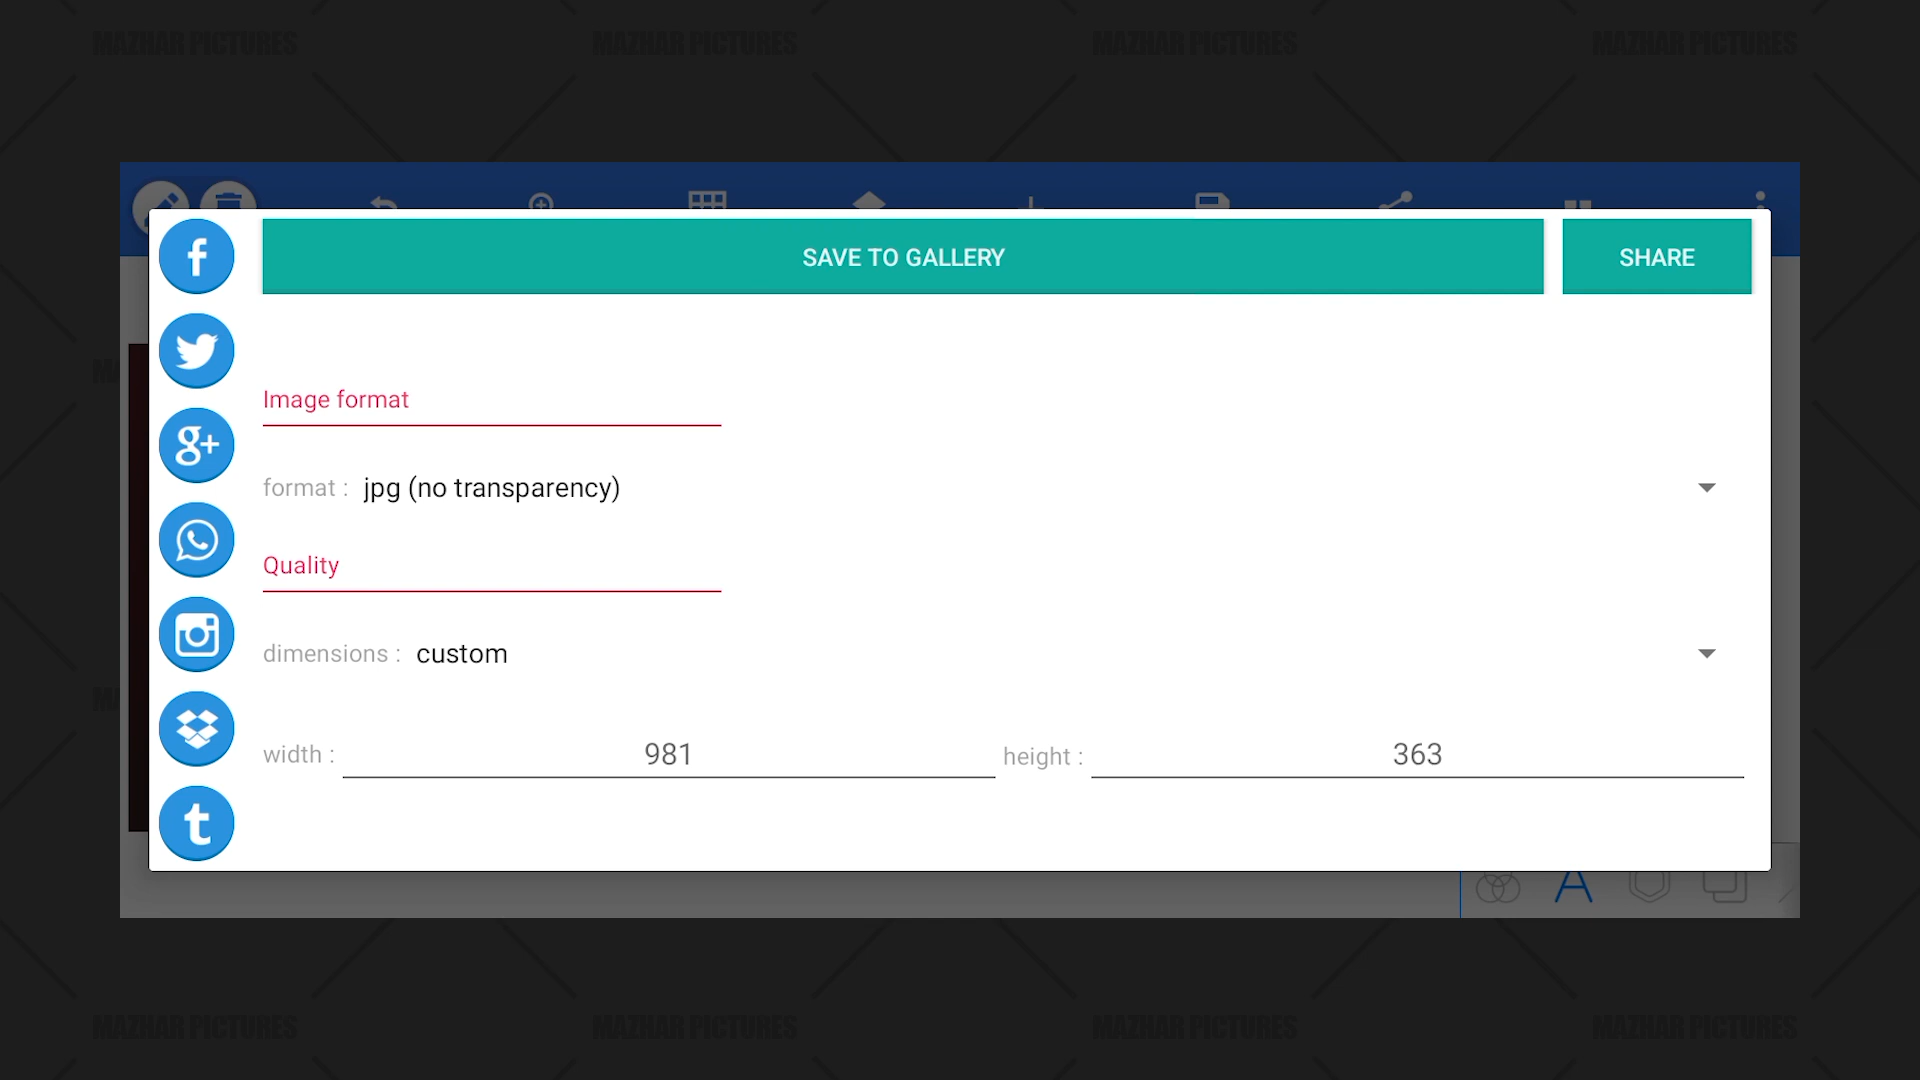 MAZHAR PICTURES MAZHAR PICTURES MAZHAR PICTURES MAZHAR PICTURES
SAVE TO GALLERY
SHARE
Image format
format : jpg (no transparency)
Quality
dimensions : custom
width : 981 height : 363
MAZHAR PICTURES MAZHAR PICTURES MAZHAR PICTURES MAZHAR PICTURES